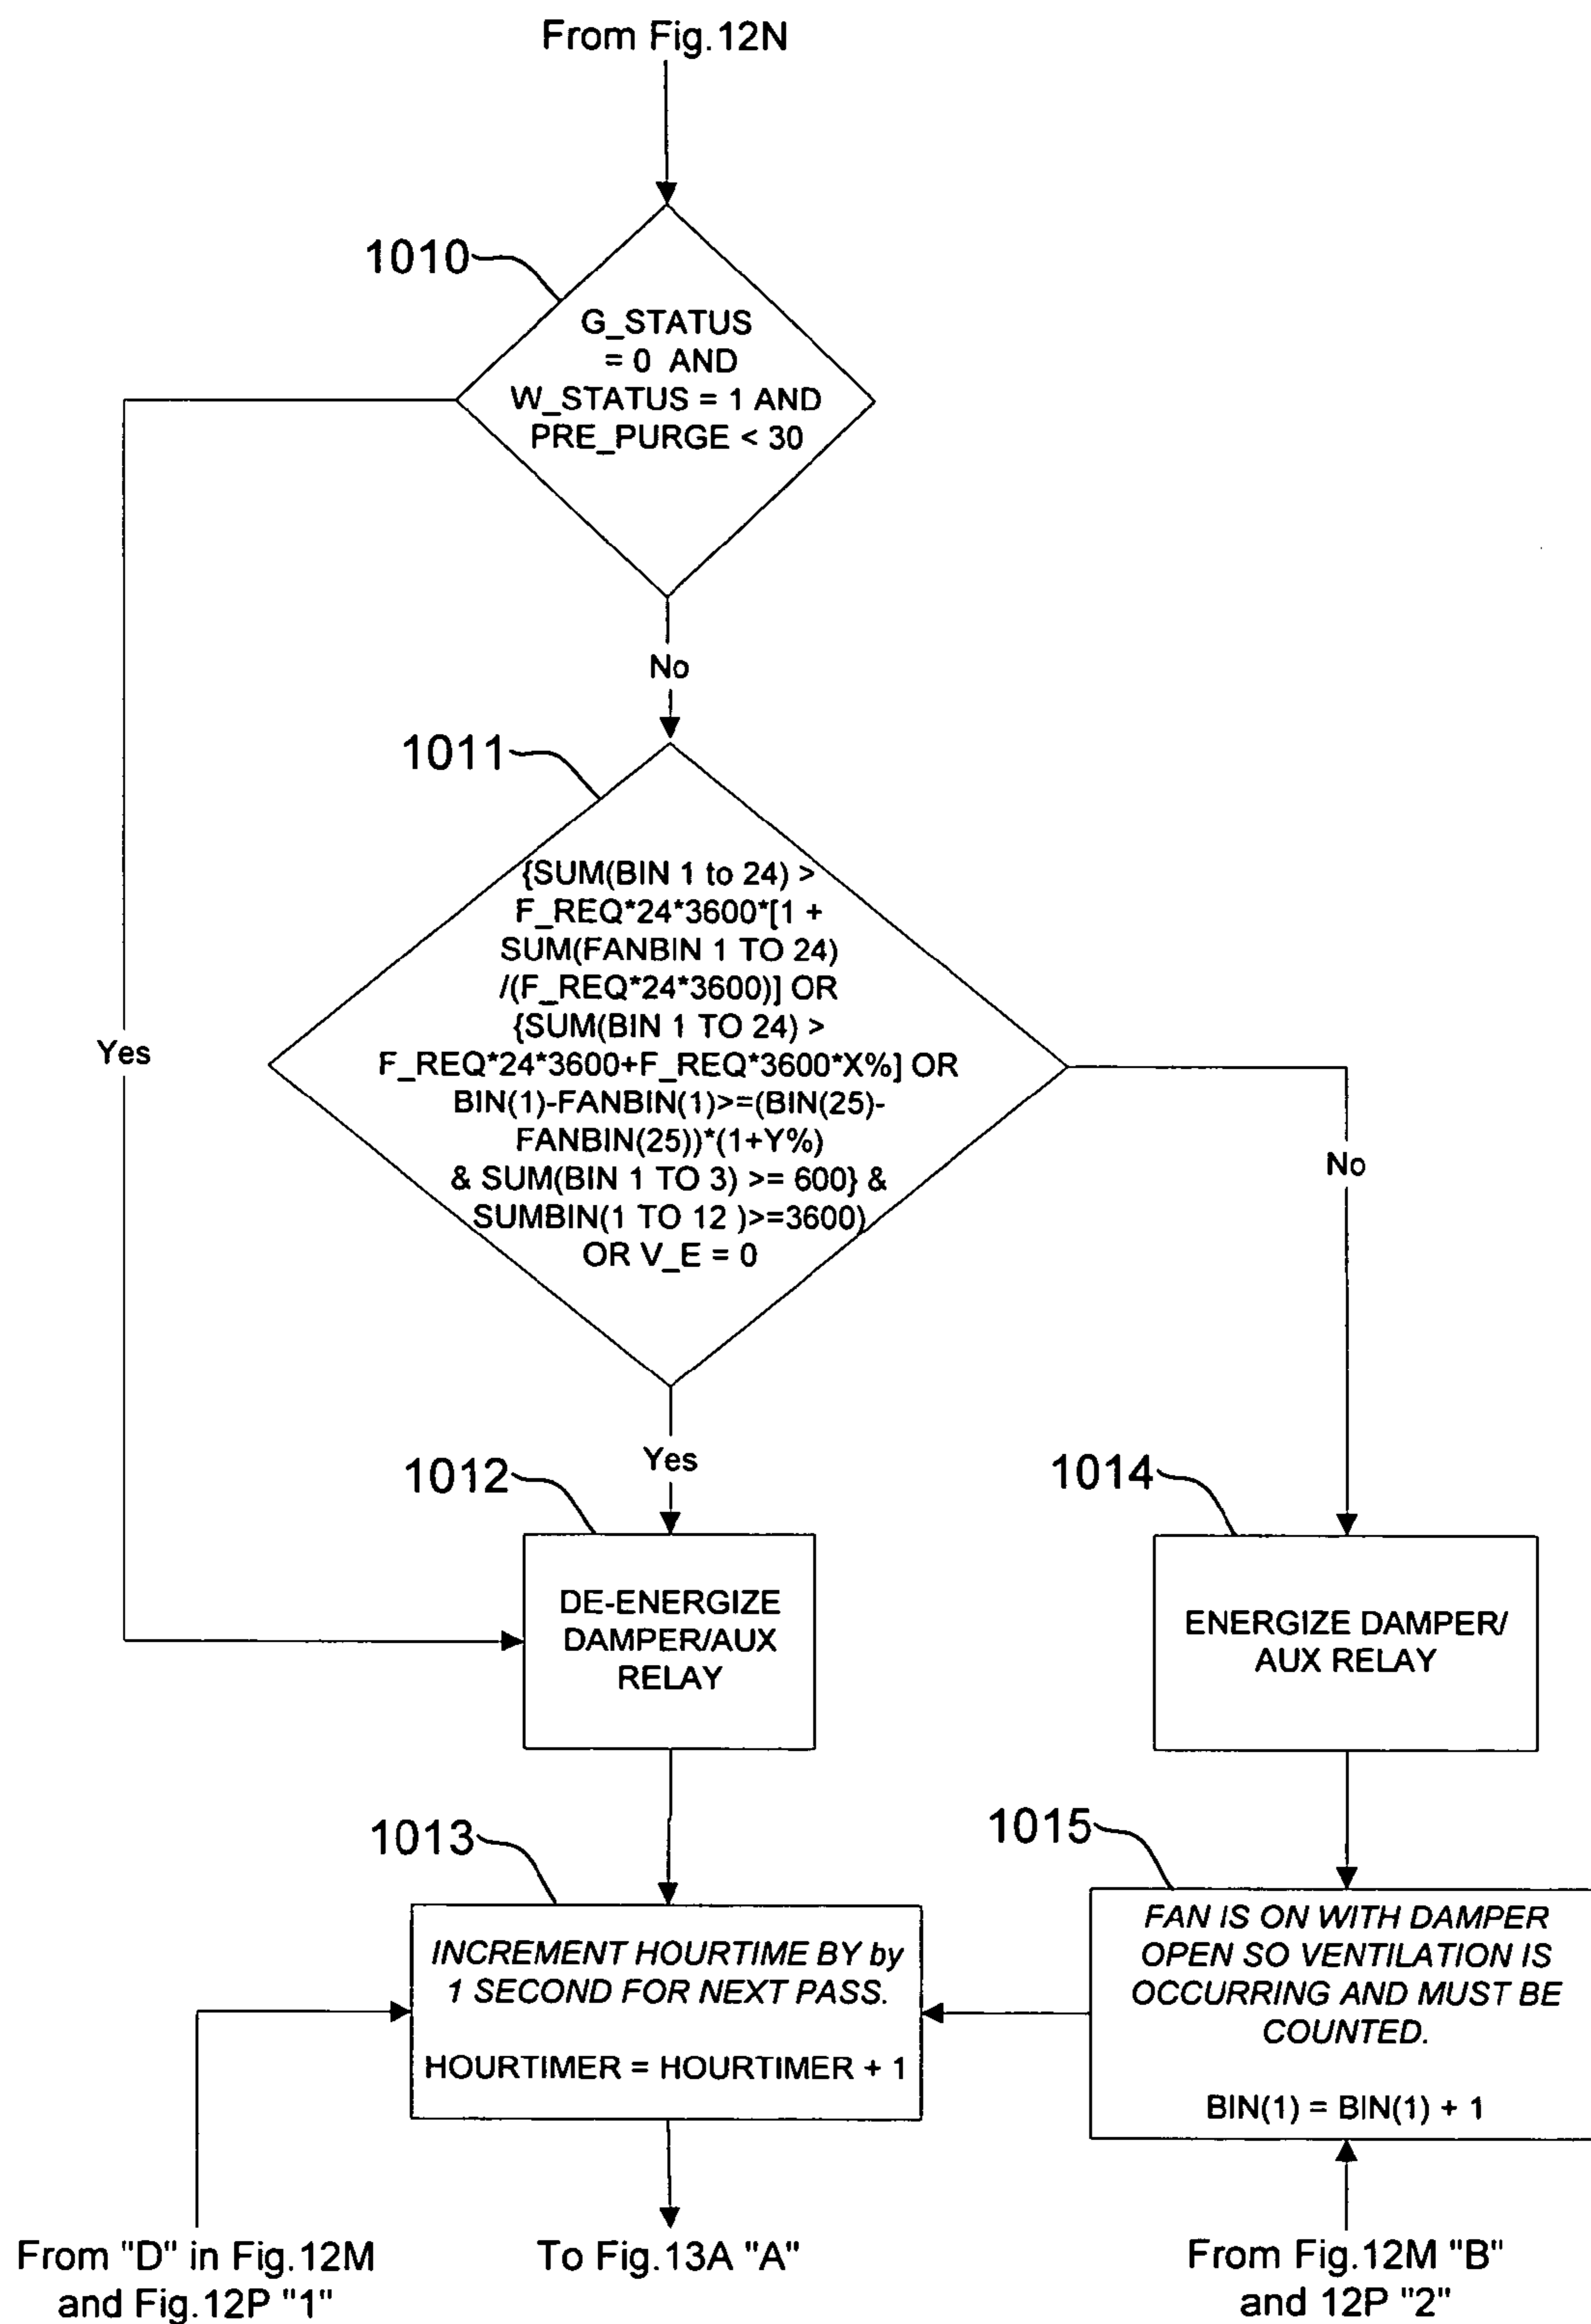 From Fig.12N
1010
G_STATUS
= 0 AND
W_STATUS = 1 AND
PRE_PURGE < 30
No
1011
{SUM(BIN 1 to 24) >
F_REQ*24*3600*[1 +
SUM(FANBIN 1 TO 24)
/(F_REQ*24*3600)] OR
{SUM(BIN 1 TO 24) >
F_REQ*24*3600+F_REQ*3600*X%] OR
BIN(1)-FANBIN(1)>=(BIN(25)-
FANBIN(25))*(1+Y%)
& SUM(BIN 1 TO 3) >= 600} &
SUMBIN(1 TO 12 )>=3600)
OR V_E = 0
Yes
No
Yes
1012
DE-ENERGIZE
DAMPER/AUX
RELAY
1014
ENERGIZE DAMPER/
AUX RELAY
1013
INCREMENT HOURTIME BY by
1 SECOND FOR NEXT PASS.
HOURTIMER = HOURTIMER + 1
1015
FAN IS ON WITH DAMPER
OPEN SO VENTILATION IS
OCCURRING AND MUST BE
COUNTED.
BIN(1) = BIN(1) + 1
From "D" in Fig.12M
and Fig.12P "1"
To Fig.13A "A"
From Fig.12M "B"
and 12P "2"